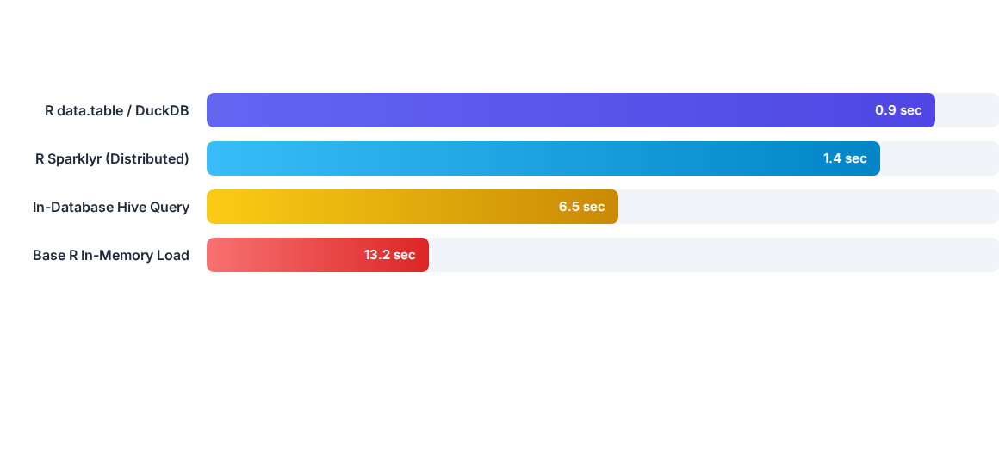 R data.table / DuckDB 0.9 sec
R Sparklyr (Distributed) 1.4 sec
In-Database Hive Query 6.5 sec
Base R In-Memory Load 13.2 sec